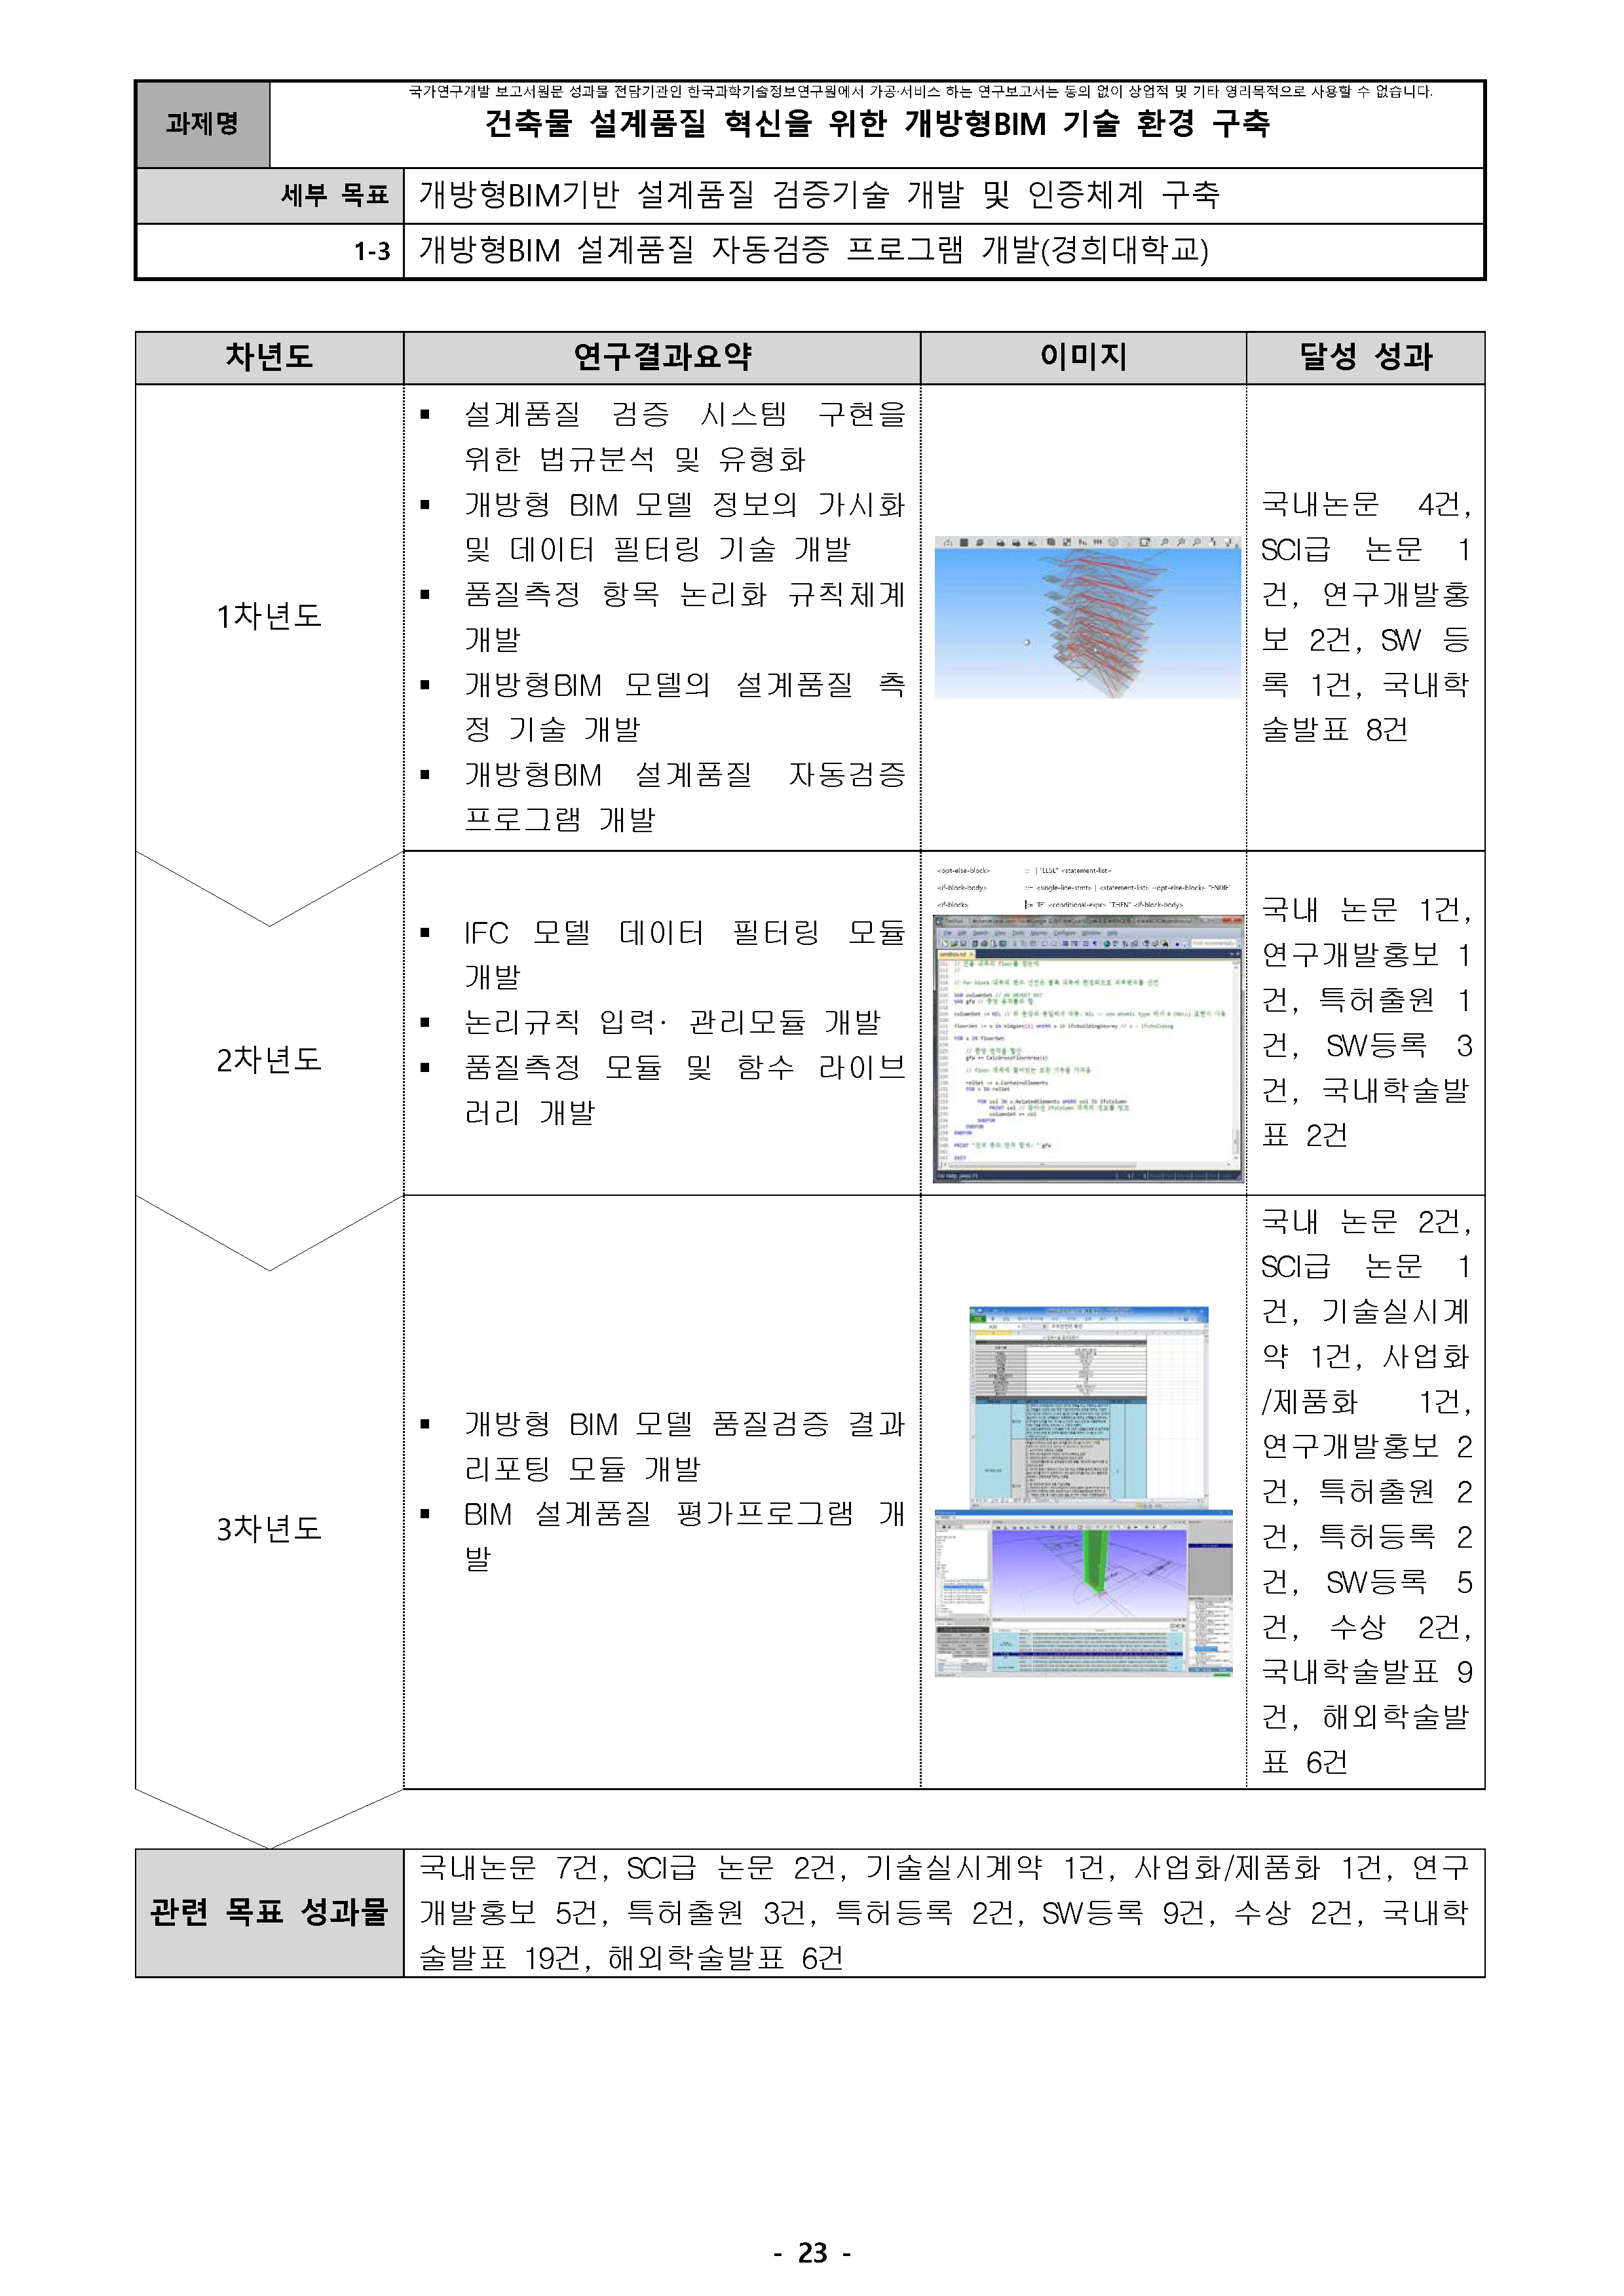 국가연구개발 보고서원문 성과물 전담기관인 한국과학기술정보연구원에서 가공·서비스 하는 연구보고서는 동의 없이 상업적 및 기타 영리목적으로 사용할 수 없습니다.
과제명
건축물 설계품질 혁신을 위한 개방형BIM 기술 환경 구축
세부 목표
개방형BIM기반 설계품질 검증기술 개발 및 인증체계 구축
1-3
개방형BIM 설계품질 자동검증 프로그램 개발(경희대학교)
차년도
연구결과요약
이미지
달성 성과
1차년도
▪ 설계품질 검증 시스템 구현을
위한 법규분석 및 유형화
▪ 개방형 BIM 모델 정보의 가시화
및 데이터 필터링 기술 개발
▪ 품질측정 항목 논리화 규칙체계
개발
▪ 개방형BIM 모델의 설계품질 측
정 기술 개발
▪ 개방형BIM 설계품질 자동검증
프로그램 개발
국내논문 4건,
SCI급 논문 1
건, 연구개발홍
보 2건, SW 등
록 1건, 국내학
술발표 8건
2차년도
▪ IFC 모델 데이터 필터링 모듈
개발
▪ 논리규칙 입력· 관리모듈 개발
▪ 품질측정 모듈 및 함수 라이브
러리 개발
<opt-else-block> ::= | "ELSE" <statement-list>
<if-block-body> ::= <single-line-stmt> | <statement-list> <opt-else-block> "ENDIF"
<if-block> ::= "IF" <conditional-expr> "THEN" <if-block-body>
국내 논문 1건,
연구개발홍보 1
건, 특허출원 1
건, SW등록 3
건, 국내학술발
표 2건
3차년도
▪ 개방형 BIM 모델 품질검증 결과
리포팅 모듈 개발
▪ BIM 설계품질 평가프로그램 개
발
국내 논문 2건,
SCI급 논문 1
건, 기술실시계
약 1건, 사업화
/제품화 1건,
연구개발홍보 2
건, 특허출원 2
건, 특허등록 2
건, SW등록 5
건, 수상 2건,
국내학술발표 9
건, 해외학술발
표 6건
관련 목표 성과물
국내논문 7건, SCI급 논문 2건, 기술실시계약 1건, 사업화/제품화 1건, 연구
개발홍보 5건, 특허출원 3건, 특허등록 2건, SW등록 9건, 수상 2건, 국내학
술발표 19건, 해외학술발표 6건
- 23 -